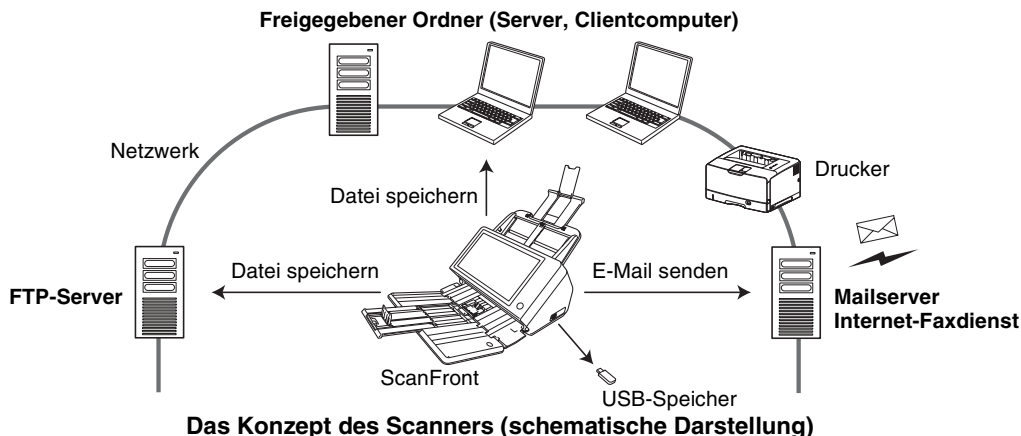 Freigegebener Ordner (Server, Clientcomputer)
Netzwerk
Datei speichern
Drucker
Datei speichern
E-Mail senden
FTP-Server
Mailserver
Internet-Faxdienst
ScanFront
USB-Speicher
Das Konzept des Scanners (schematische Darstellung)